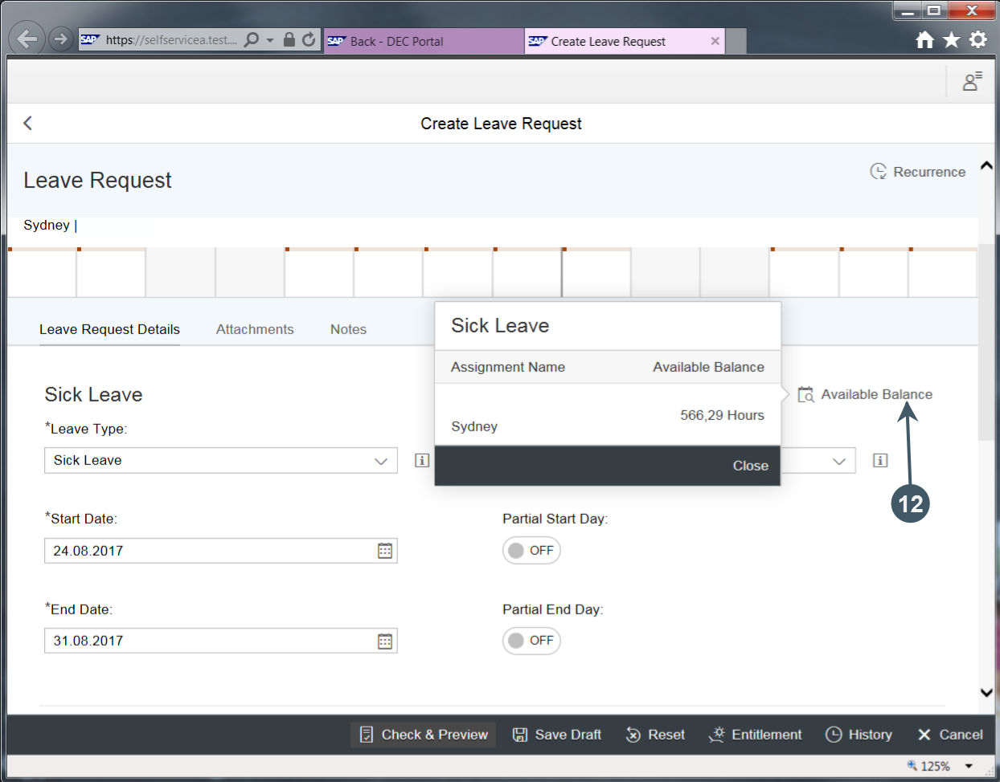 SAP https://selfservicea.test....
SAP Back - DEC Portal
SAP Create Leave Request
Create Leave Request
Leave Request
Recurrence
Sydney |
Leave Request Details
Attachments
Notes
Sick Leave
Assignment Name Available Balance
566,29 Hours
Sydney
Close
Sick Leave
Available Balance
*Leave Type:
Sick Leave
12
*Start Date:
Partial Start Day:
24.08.2017
OFF
*End Date:
Partial End Day:
31.08.2017
OFF
Check & Preview Save Draft Reset Entitlement History Cancel
125%